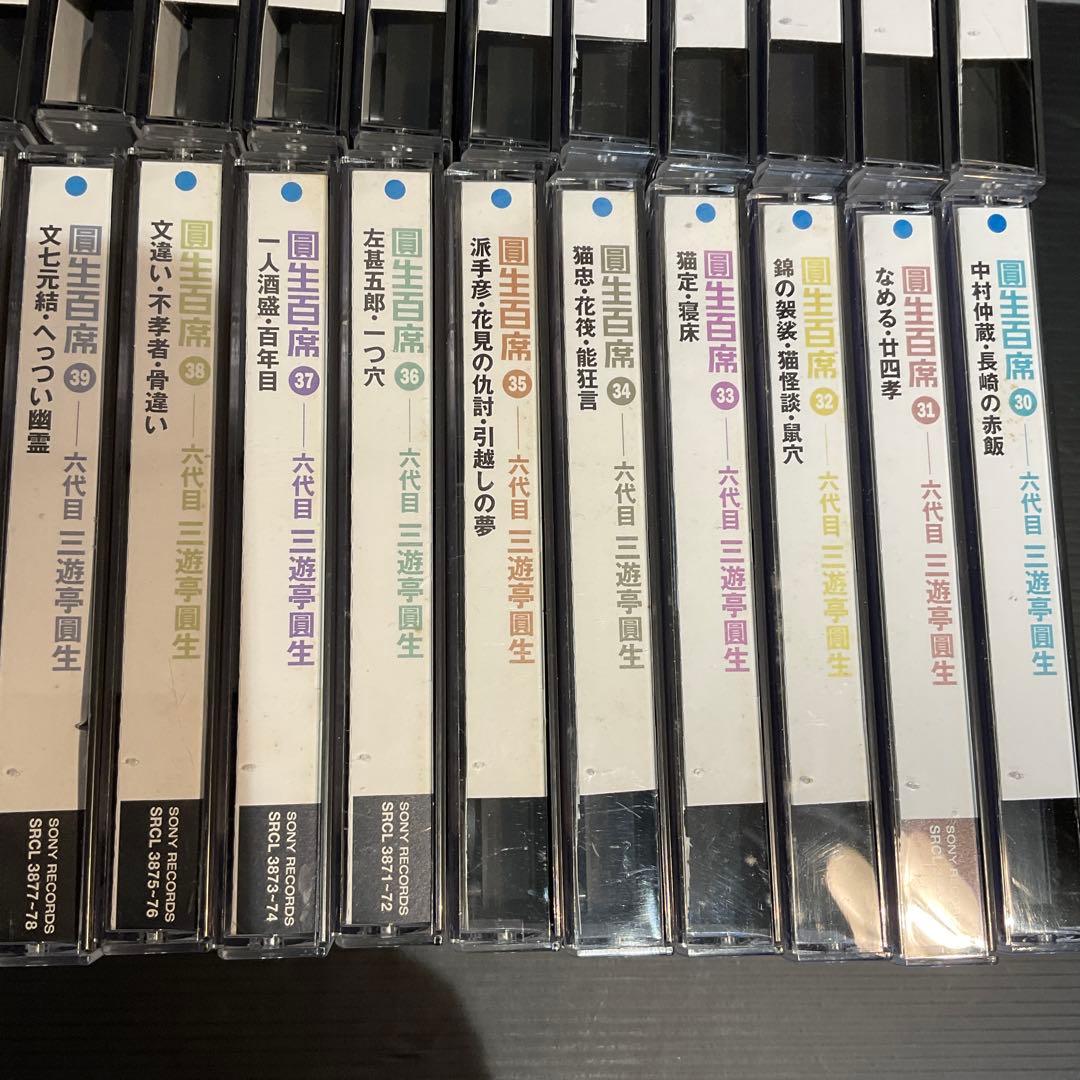 圓生百席 39 六代目 三遊亭圓生
文七元結・へっつい幽霊
SONY RECORDS
SRCL 3877~78
圓生百席 38 六代目 三遊亭圓生
文違い・不孝者・骨違い
SONY RECORDS
SRCL 3875~76
圓生百席 37 六代目 三遊亭圓生
一人酒盛・百年目
SONY RECORDS
SRCL 3873~74
圓生百席 36 六代目 三遊亭圓生
左甚五郎・一つ穴
SONY RECORDS
SRCL 3871~72
圓生百席 35 六代目 三遊亭圓生
派手彦・花見の仇討・引越しの夢
圓生百席 34 六代目 三遊亭圓生
猫忠・花筏・能狂言
圓生百席 33 六代目 三遊亭圓生
猫定・寝床
圓生百席 32 六代目 三遊亭圓生
錦の袈裟・猫怪談・鼠穴
圓生百席 31 六代目 三遊亭圓生
なめる・廿四孝
SONY
SRCL
圓生百席 30 六代目 三遊亭圓生
中村仲蔵・長崎の赤飯